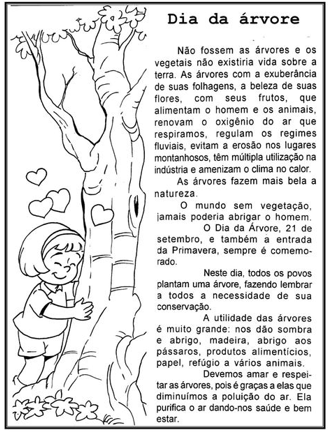 Dia da árvore
Não fossem as árvores e os
vegetais não existiria vida sobre a
terra. As árvores com a exuberância
de suas folhagens, a beleza de suas
flores, com seus frutos, que
alimentam o homem e os animais,
renovam o oxigênio do ar que
respiramos, regulam os regimes
fluviais, evitam a erosão nos lugares
montanhosos, têm múltipla utilização na
indústria e amenizam o clima no calor.
As árvores fazem mais bela a
natureza.
O mundo sem vegetação,
jamais poderia abrigar o homem.
O Dia da Árvore, 21 de
setembro, e também a entrada
da Primavera, sempre é comemo-
rado.
Neste dia, todos os povos
plantam uma árvore, fazendo lembrar
a todos a necessidade de sua
conservação.
A utilidade das árvores
é muito grande: nos dão sombra
e abrigo, madeira, abrigo aos
pássaros, produtos alimentícios,
papel, refúgio a vários animais.
Devemos amar e respei-
tar as árvores, pois é graças a elas que
diminuímos a poluição do ar. Ela
purifica o ar dando-nos saúde e bem
estar.